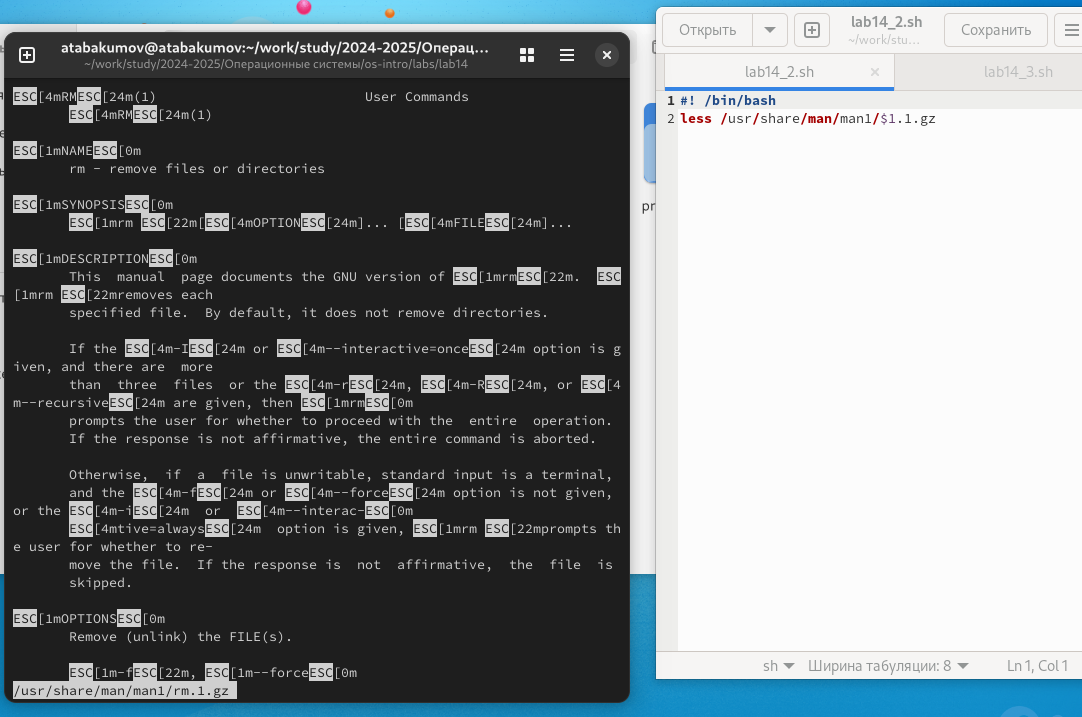 atabakumov@atabakumov:~/work/study/2024-2025/Операц...
~/work/study/2024-2025/Операционные системы/os-intro/labs/lab14
ESC[4mRMESC[24m(1) User Commands
ESC[4mRMESC[24m(1)
ESC[1mNAMEESC[0m
rm - remove files or directories
ESC[1mSYNOPSISESC[0m
ESC[1mrm ESC[22m[ESC[4mOPTIONESC[24m]... [ESC[4mFILEESC[24m]...
ESC[1mDESCRIPTIONESC[0m
This manual page documents the GNU version of ESC[1mrmESC[22m. ESC
[1mrm ESC[22mremoves each
specified file. By default, it does not remove directories.
If the ESC[4m-IESC[24m or ESC[4m--interactive=onceESC[24m option is g
iven, and there are more
than three files or the ESC[4m-rESC[24m, ESC[4m-RESC[24m, or ESC[4
m--recursiveESC[24m are given, then ESC[1mrmESC[0m
prompts the user for whether to proceed with the entire operation.
If the response is not affirmative, the entire command is aborted.
Otherwise, if a file is unwritable, standard input is a terminal,
and the ESC[4m-fESC[24m or ESC[4m--forceESC[24m option is not given,
or the ESC[4m-iESC[24m or ESC[4m--interac-ESC[0m
ESC[4mtive=alwaysESC[24m option is given, ESC[1mrm ESC[22mprompts th
e user for whether to re-
move the file. If the response is not affirmative, the file is
skipped.
ESC[1mOPTIONSESC[0m
Remove (unlink) the FILE(s).
ESC[1m-fESC[22m, ESC[1m--forceESC[0m
/usr/share/man/man1/rm.1.gz
Открыть
lab14_2.sh
~/work/stu...
Сохранить
lab14_2.sh
lab14_3.sh
1 #! /bin/bash
2 less /usr/share/man/man1/$1.1.gz
sh
Ширина табуляции: 8
Ln 1, Col 1